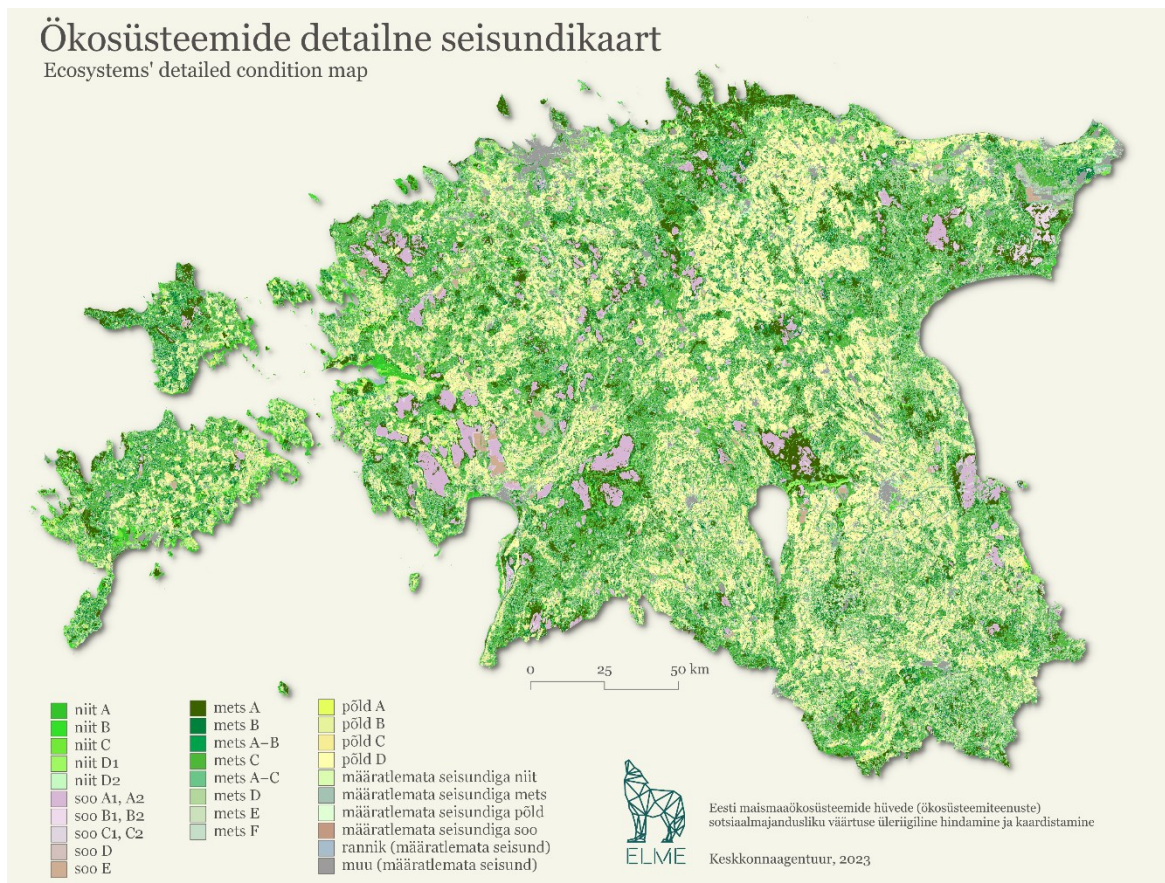 Ökosüsteemide detailne seisundikaart
Ecosystems' detailed condition map
0 25 50 km
niit A
niit B
niit C
niit D1
niit D2
soo A1, A2
soo B1, B2
soo C1, C2
soo D
soo E
mets A
mets B
mets A–B
mets C
mets A–C
mets D
mets E
mets F
põld A
põld B
põld C
põld D
määratlemata seisundiga niit
määratlemata seisundiga mets
määratlemata seisundiga põld
määratlemata seisundiga soo
rannik (määratlemata seisund)
muu (määratlemata seisund)
ELME
Eesti maismaaökosüsteemide hüvede (ökosüsteemiteenuste)
sotsiaalmajandusliku väärtuse üleriigiline hindamine ja kaardistamine
Keskkonnaagentuur, 2023